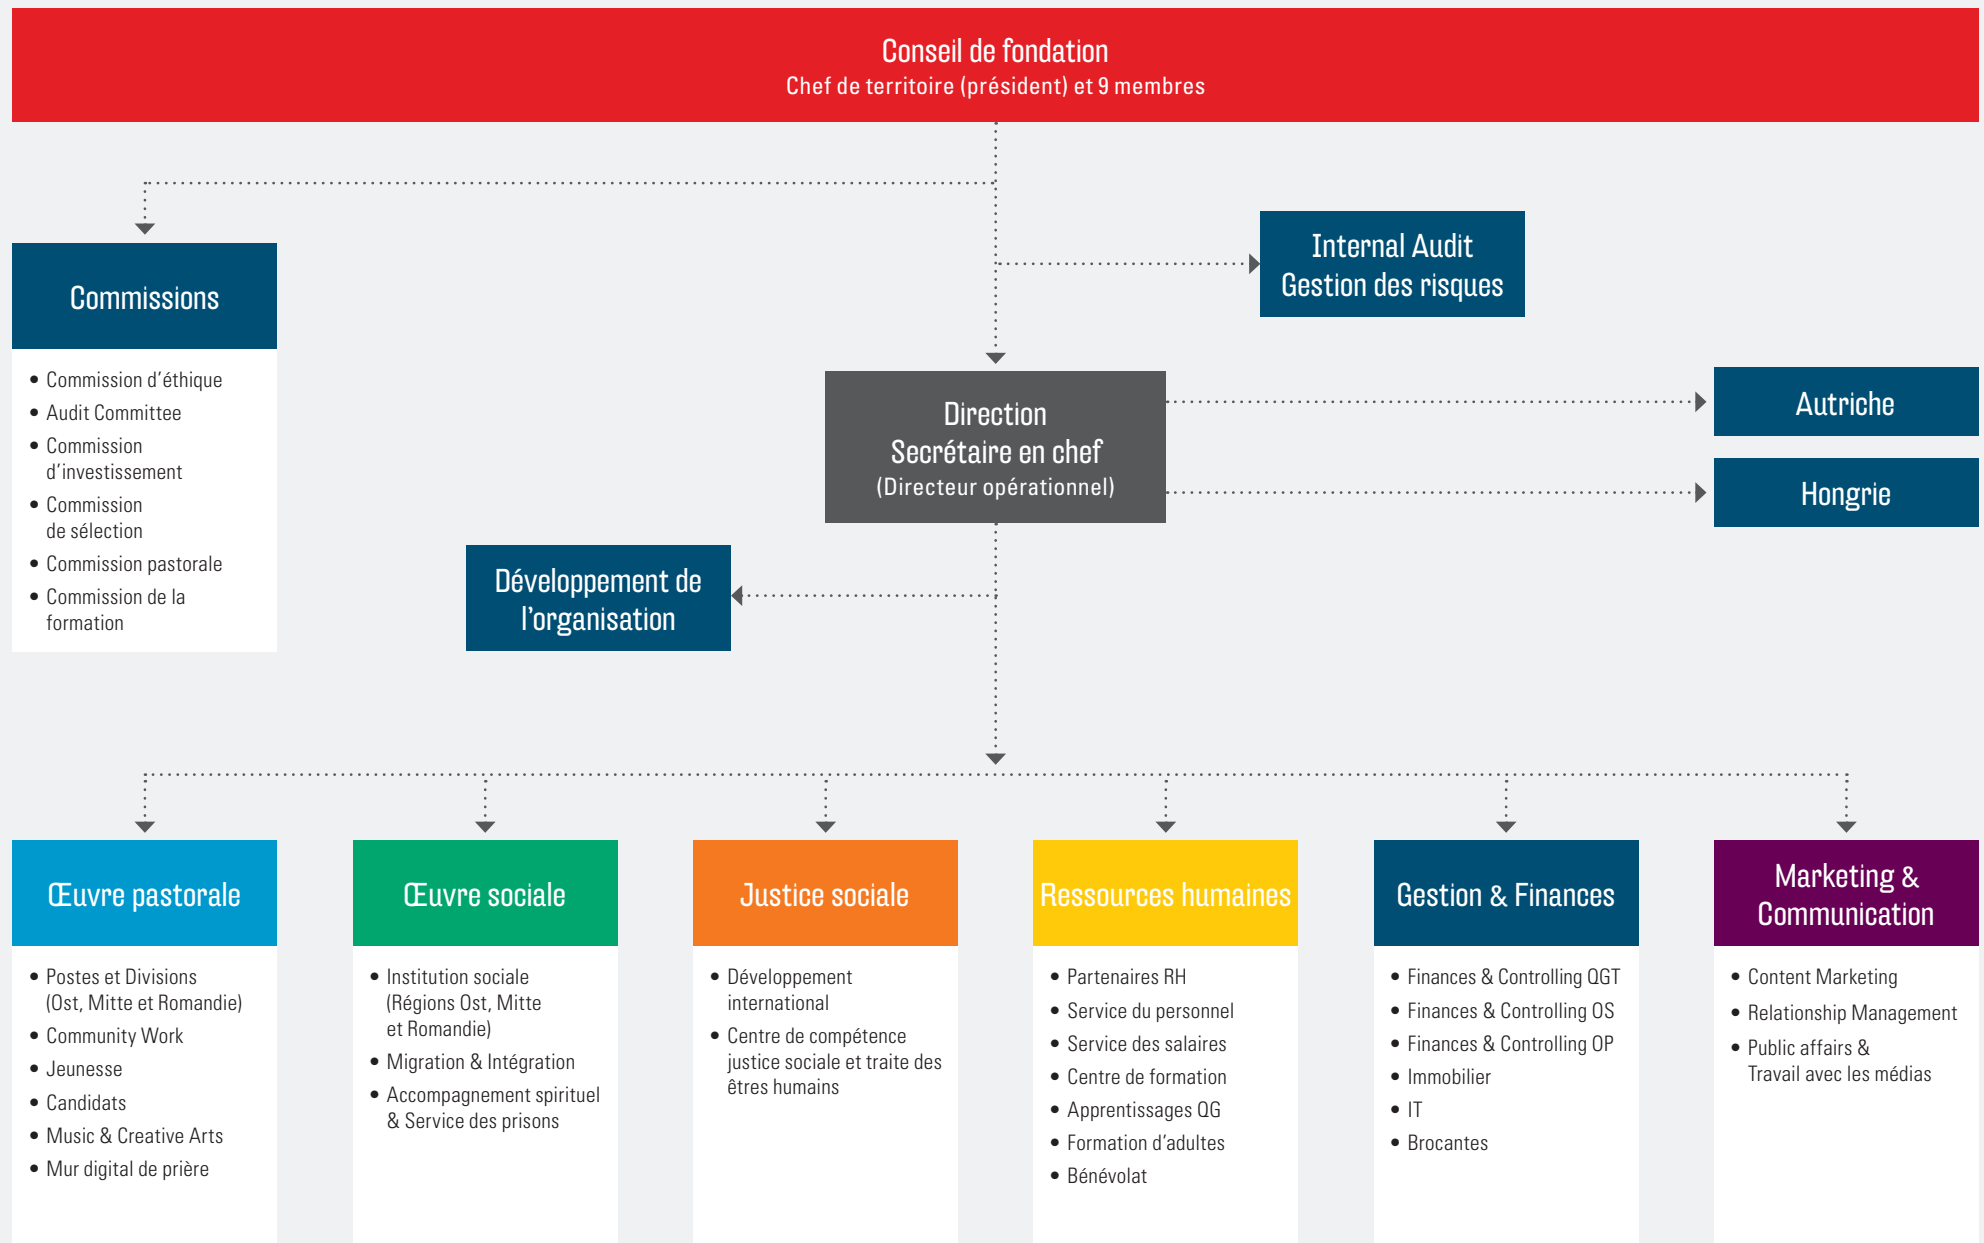 Conseil de fondation
Chef de territoire (président) et 9 membres
Commissions
• Commission d'éthique
• Audit Committee
• Commission
d'investissement
• Commission
de sélection
• Commission pastorale
• Commission de la
formation
Internal Audit
Gestion des risques
Direction
Secrétaire en chef
(Directeur opérationnel)
Autriche
Hongrie
Développement de
l'organisation
Œuvre pastorale
• Postes et Divisions
(Ost, Mitte et Romandie)
• Community Work
• Jeunesse
• Candidats
• Music & Creative Arts
• Mur digital de prière
Œuvre sociale
• Institution sociale
(Régions Ost, Mitte
et Romandie)
• Migration & Intégration
• Accompagnement spirituel
& Service des prisons
Justice sociale
• Développement
international
• Centre de compétence
justice sociale et traite des
êtres humains
Ressources humaines
• Partenaires RH
• Service du personnel
• Service des salaires
• Centre de formation
• Apprentissages QG
• Formation d'adultes
• Bénévolat
Gestion & Finances
• Finances & Controlling QGT
• Finances & Controlling OS
• Finances & Controlling OP
• Immobilier
• IT
• Brocantes
Marketing &
Communication
• Content Marketing
• Relationship Management
• Public affairs &
Travail avec les médias